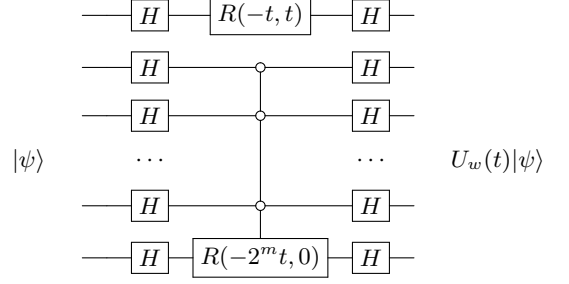 H R(−t, t) H
H H
H H
|ψ⟩ ··· ··· U_w(t)|ψ⟩
H H
H R(−2^m t, 0) H